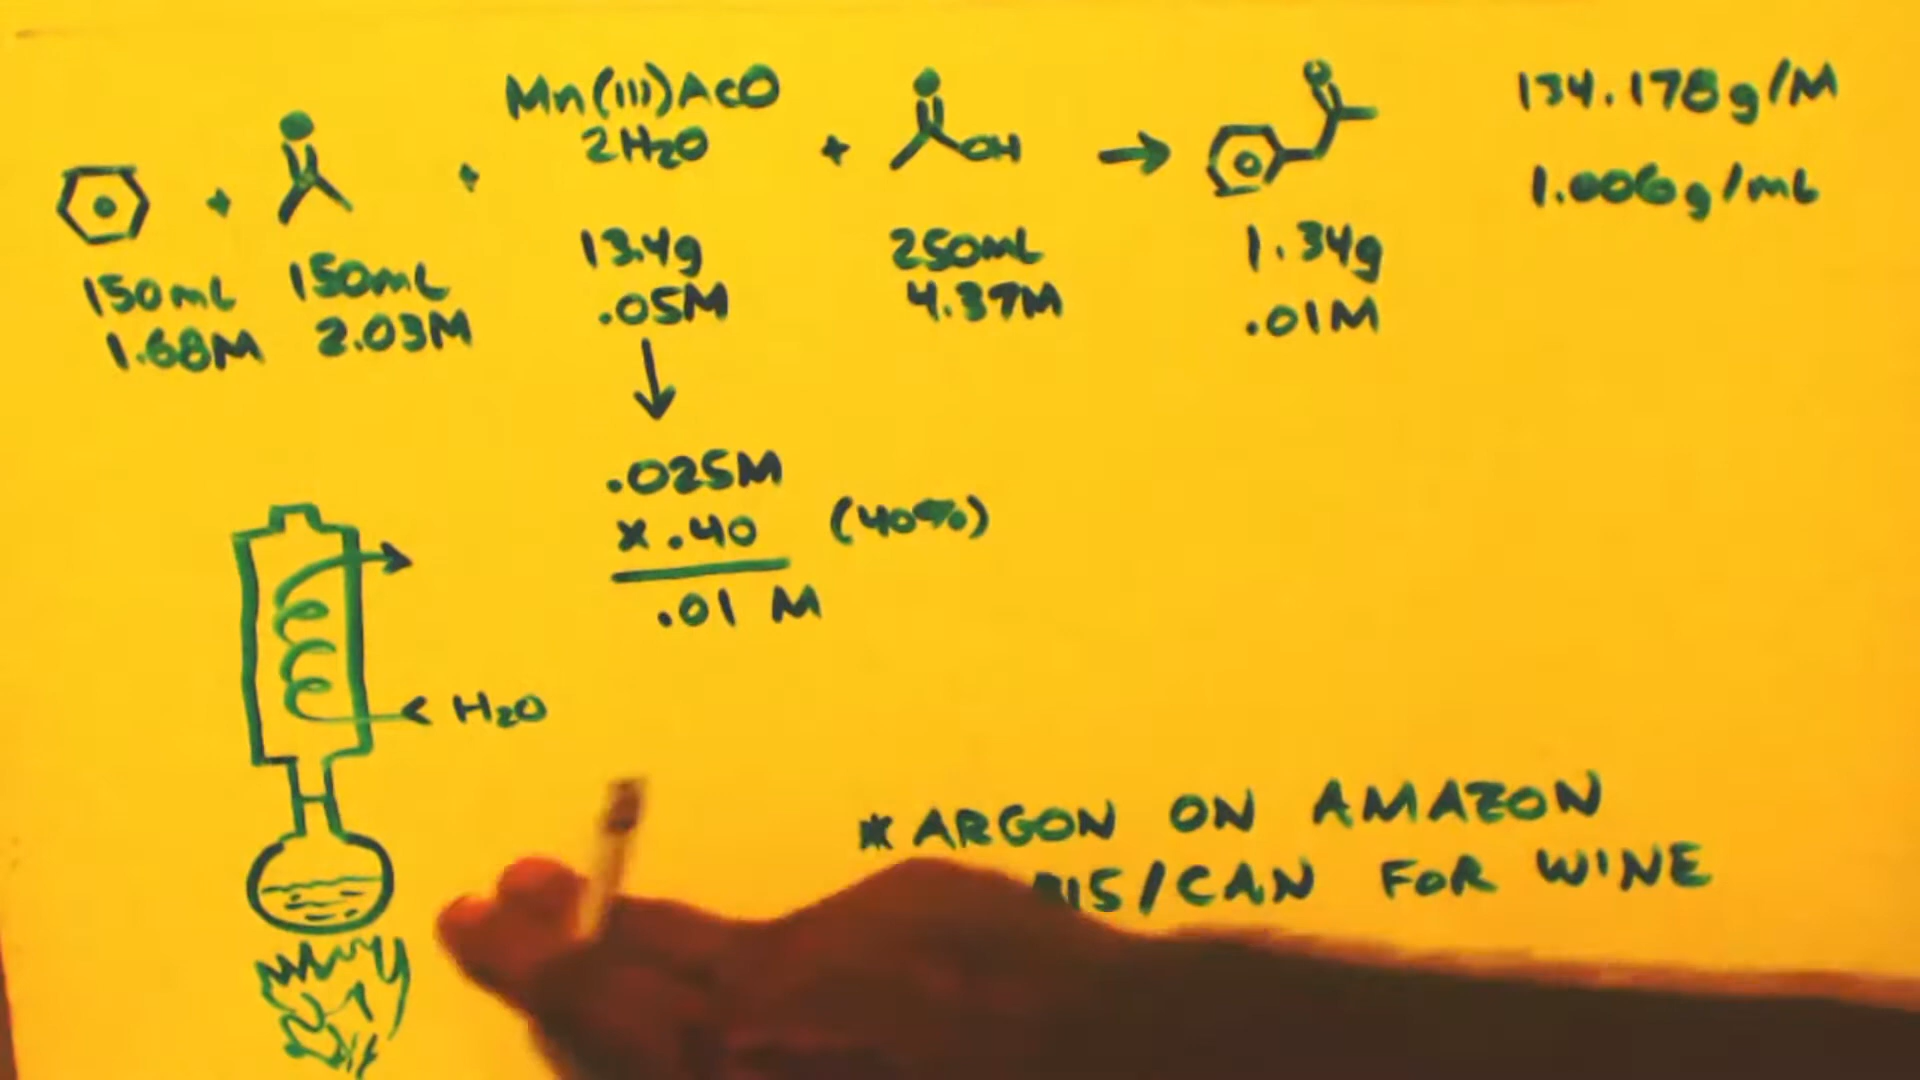 Mn(III)AcO
2H2O
+ + + OH →
134.178g/M
1.006g/mL
150mL 150mL 13.4g 250mL 1.34g
1.68M 2.03M .05M 4.37M .01M
.025M
x .40 (40%)
.01 M
H2O
* ARGON ON AMAZON
/CAN FOR WINE